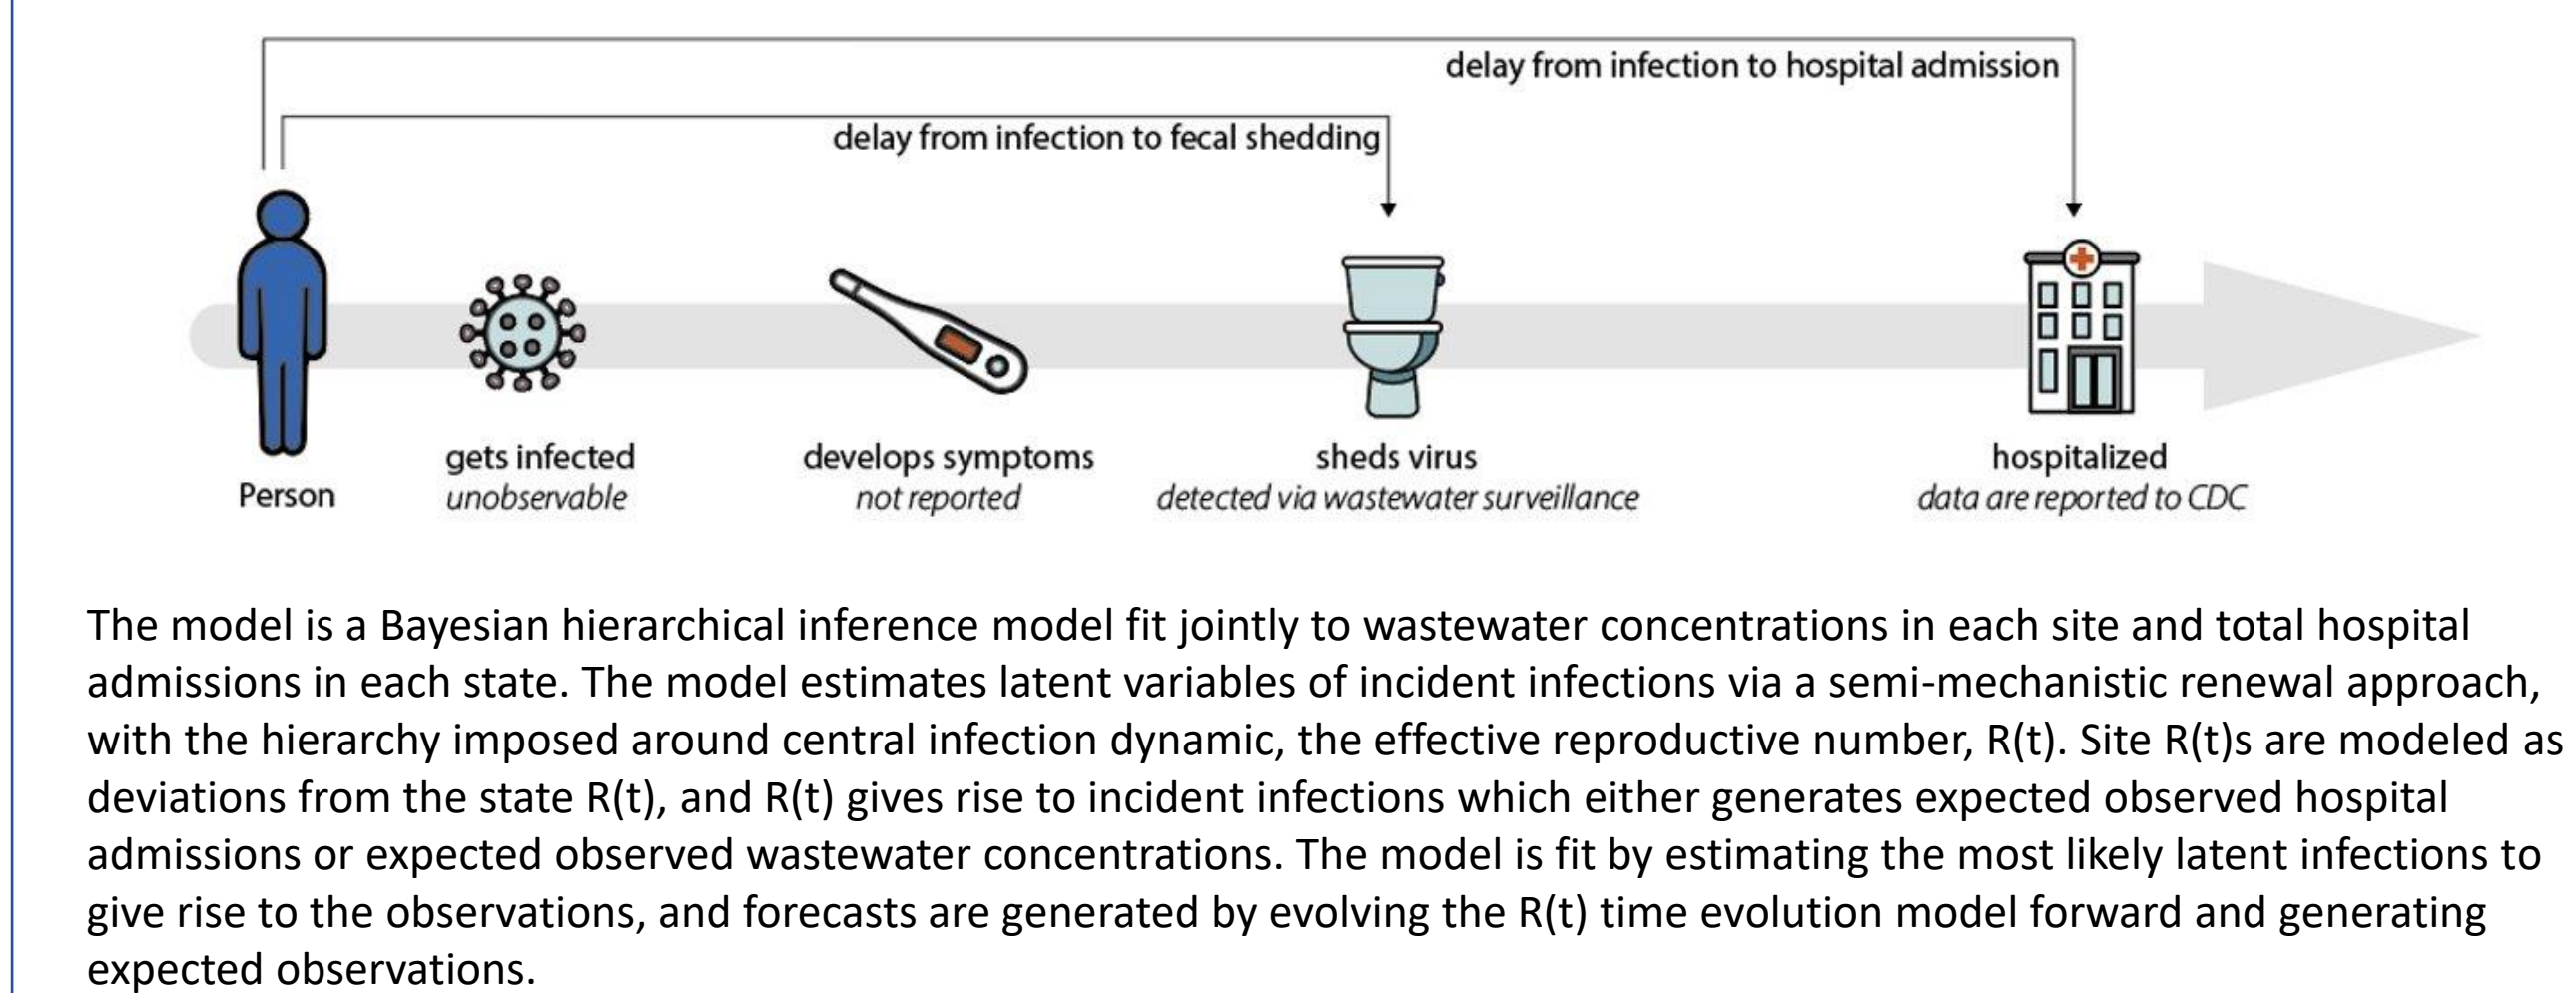 delay from infection to hospital admission
delay from infection to fecal shedding
Person
gets infected
unobservable
develops symptoms
not reported
sheds virus
detected via wastewater surveillance
hospitalized
data are reported to CDC
The model is a Bayesian hierarchical inference model fit jointly to wastewater concentrations in each site and total hospital
admissions in each state. The model estimates latent variables of incident infections via a semi-mechanistic renewal approach,
with the hierarchy imposed around central infection dynamic, the effective reproductive number, R(t). Site R(t)s are modeled as
deviations from the state R(t), and R(t) gives rise to incident infections which either generates expected observed hospital
admissions or expected observed wastewater concentrations. The model is fit by estimating the most likely latent infections to
give rise to the observations, and forecasts are generated by evolving the R(t) time evolution model forward and generating
expected observations.